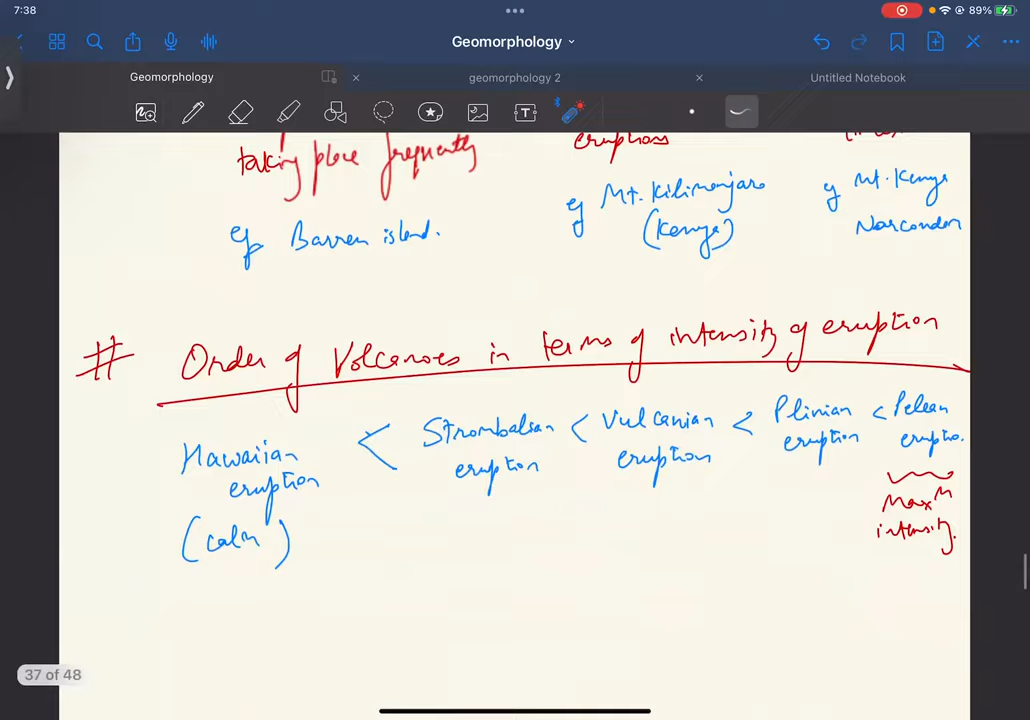 7:38
89%
Geomorphology
Geomorphology
geomorphology 2
Untitled Notebook
taking place frequently
eg Barren island.
eruptions
eg Mt. Kilimanjaro
(Kenya)
eg Mt. Kenya
Narcondam
# Order of Volcanoes in terms of intensity of eruption
Hawaiian < Strombalian < Vulcanian < Plinian < Pelean
eruption eruption eruption eruption eruptio.
(calm)
Max^m
intensity.
37 of 48